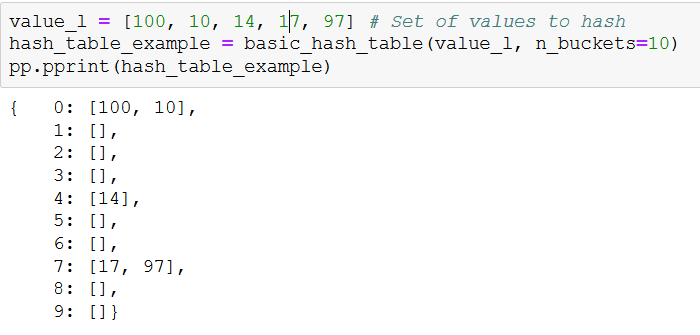 value_l = [100, 10, 14, 17, 97] # Set of values to hash
hash_table_example = basic_hash_table(value_l, n_buckets=10)
pp.pprint(hash_table_example)
{   0: [100, 10],
    1: [],
    2: [],
    3: [],
    4: [14],
    5: [],
    6: [],
    7: [17, 97],
    8: [],
    9: []}